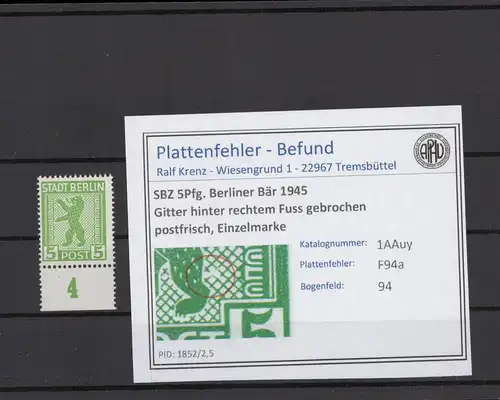 STADT BERLIN
5 POST 5
4
Plattenfehler - Befund
Ralf Krenz - Wiesengrund 1 - 22967 Tremsbüttel
SBZ 5Pfg. Berliner Bär 1945
Gitter hinter rechtem Fuss gebrochen
postfrisch, Einzelmarke
Katalognummer: 1AAuy
Plattenfehler: F94a
Bogenfeld: 94
PID: 1852/2,5